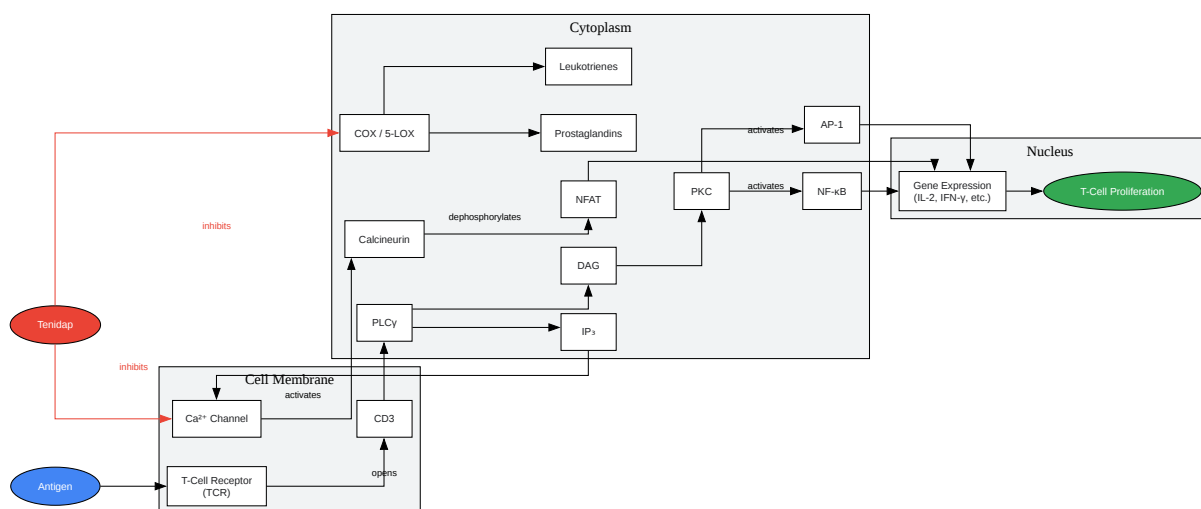 Cytoplasm
Leukotrienes
COX / 5-LOX
Prostaglandins
AP-1
activates
Nucleus
NFAT
PKC
activates
NF-κB
Gene Expression
(IL-2, IFN-γ, etc.)
T-Cell Proliferation
dephosphorylates
inhibits
Calcineurin
DAG
Tenidap
PLCγ
IP₃
inhibits
Cell Membrane
activates
Ca²⁺ Channel
CD3
opens
Antigen
T-Cell Receptor
(TCR)